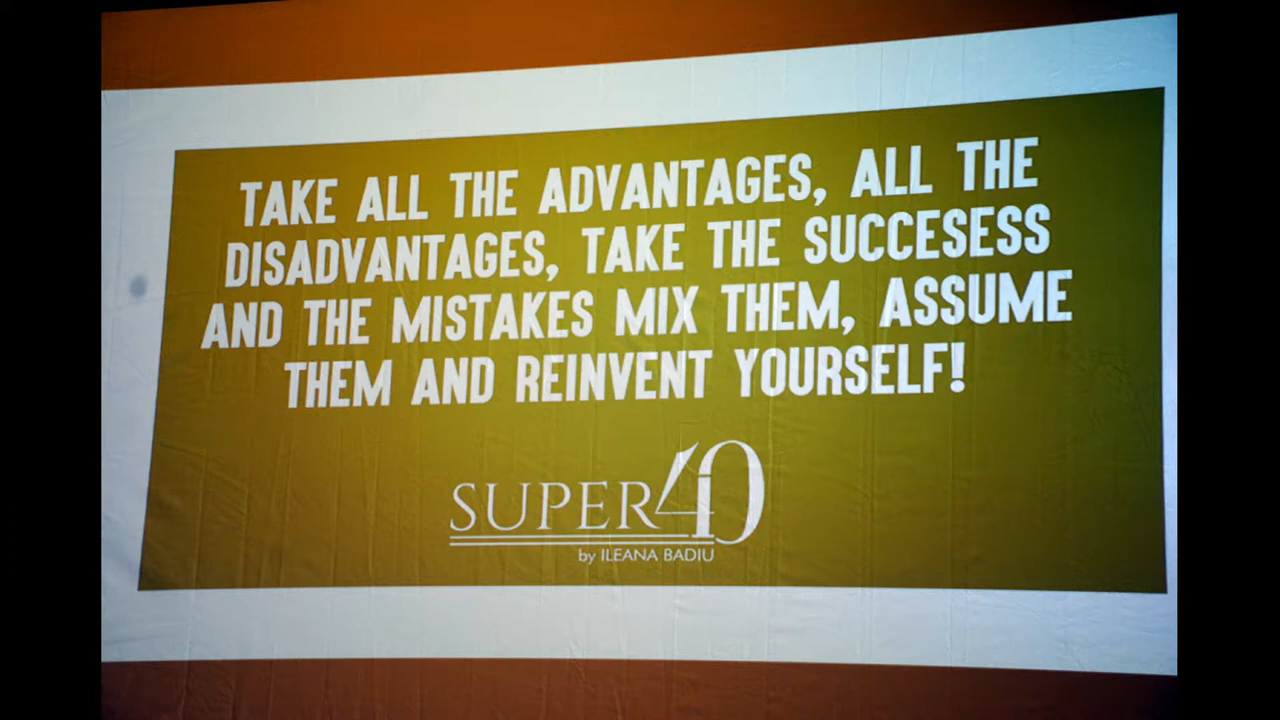 TAKE ALL THE ADVANTAGES, ALL THE
DISADVANTAGES, TAKE THE SUCCESESS
AND THE MISTAKES MIX THEM, ASSUME
THEM AND REINVENT YOURSELF!
SUPER40
by ILEANA BADIU